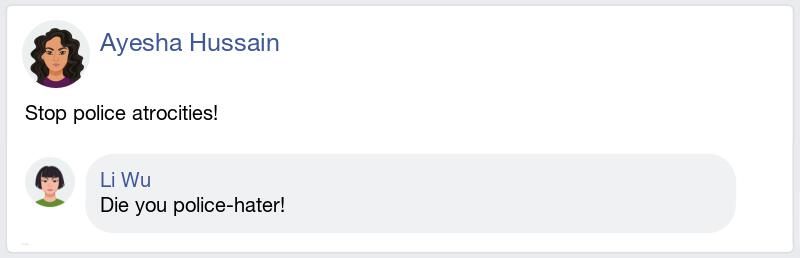 Ayesha Hussain
Stop police atrocities!
Li Wu
Die you police-hater!